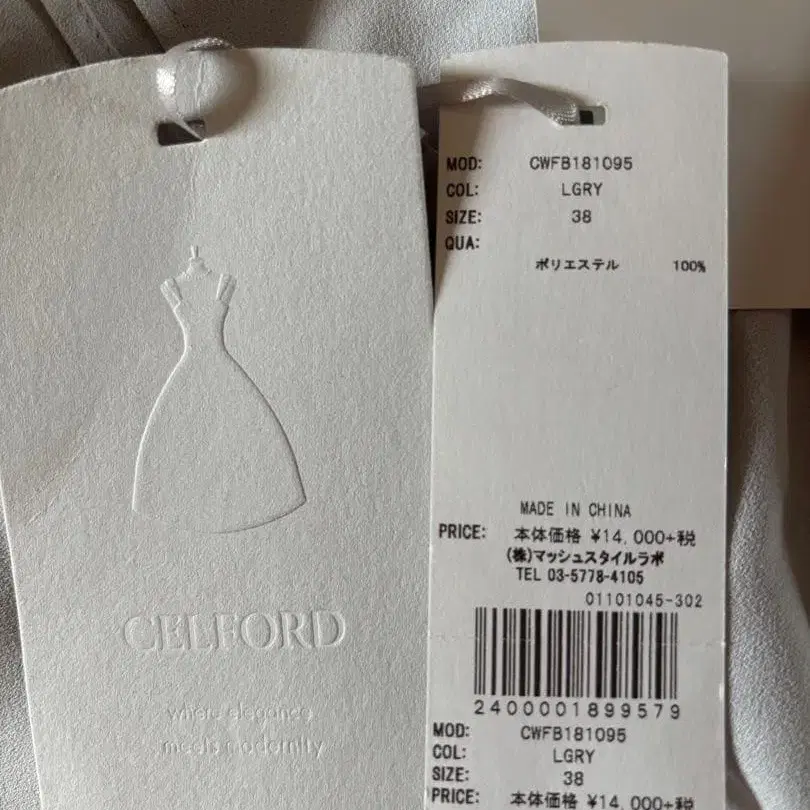 CELFORD
where elegance
meets modernity
MOD: CWFB181095
COL: LGRY
SIZE: 38
QUA:
ポリエステル 100%
MADE IN CHINA
PRICE: 本体価格 ¥14,000+税
(株)マッシュスタイルラボ
TEL 03-5778-4105
01101045-302
2400001899579
MOD: CWFB181095
COL: LGRY
SIZE: 38
PRICE: 本体価格 ¥14,000+税